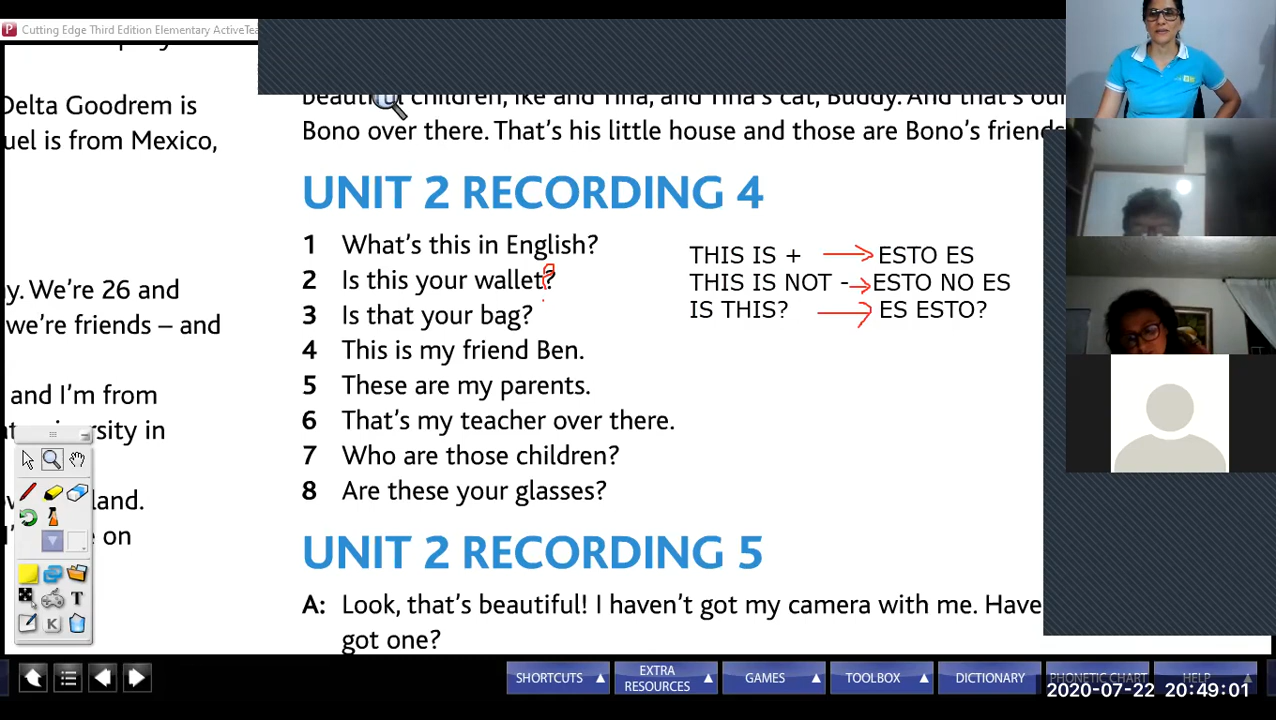 Cutting Edge Third Edition Elementary ActiveTea
Delta Goodrem is
uel is from Mexico,
y. We're 26 and
we're friends – and
and I'm from
sity in
land.
on
beautiful children, Ike and Tina, and Tina's cat, Buddy. And that's our
Bono over there. That's his little house and those are Bono's friends
UNIT 2 RECORDING 4
1 What's this in English?
2 Is this your wallet?
3 Is that your bag?
4 This is my friend Ben.
5 These are my parents.
6 That's my teacher over there.
7 Who are those children?
8 Are these your glasses?
THIS IS + ESTO ES
THIS IS NOT - ESTO NO ES
IS THIS? ES ESTO?
UNIT 2 RECORDING 5
A: Look, that's beautiful! I haven't got my camera with me. Have
got one?
T
K
SHORTCUTS
EXTRA
RESOURCES
GAMES
TOOLBOX
DICTIONARY
PHONETIC CHART
HELP
2020-07-22 20:49:01